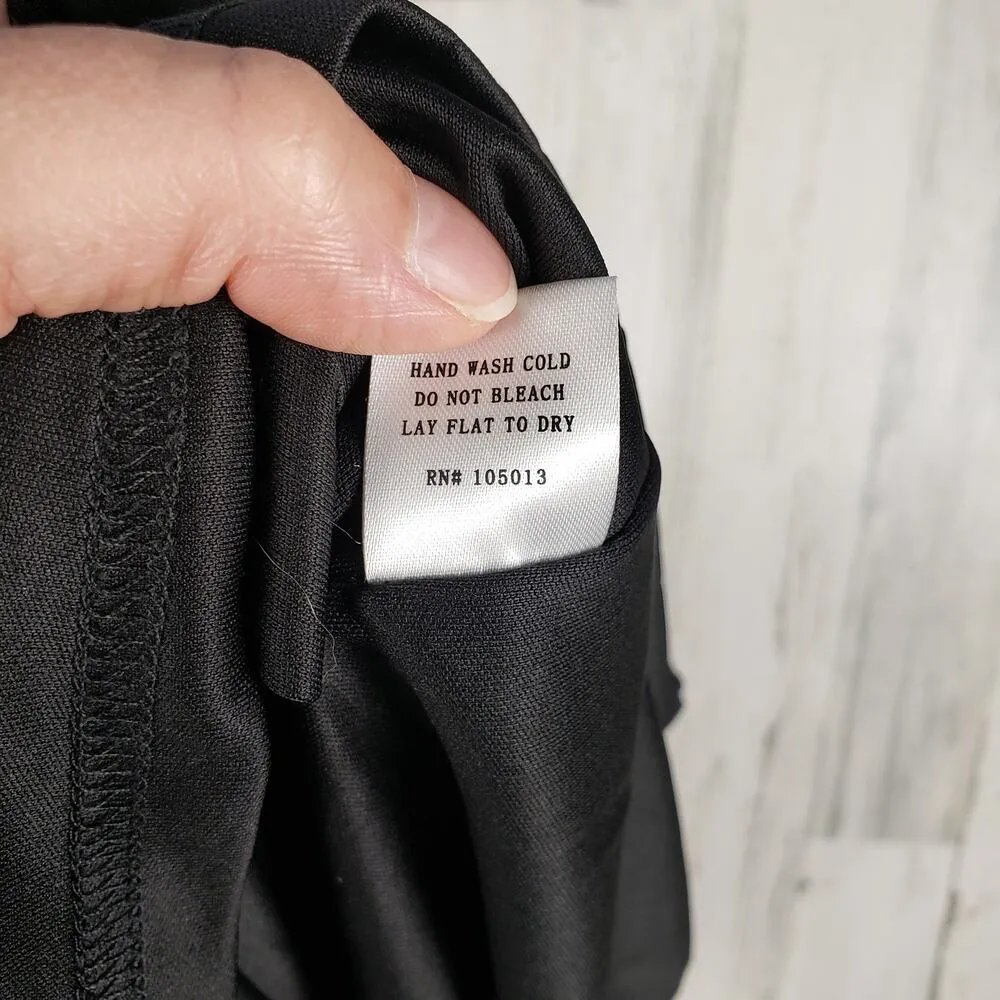 HAND WASH COLD
DO NOT BLEACH
LAY FLAT TO DRY
RN# 105013